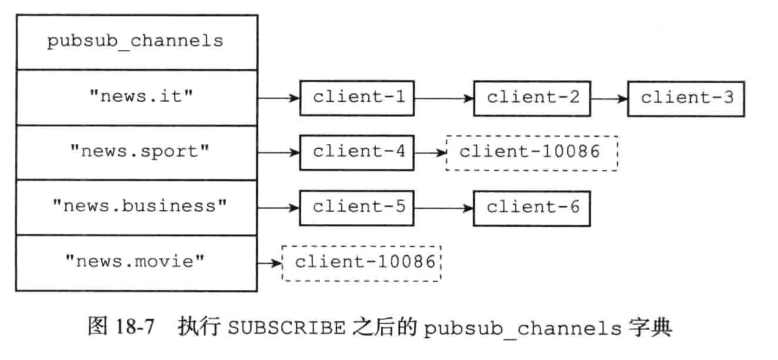 pubsub_channels
"news.it" client-1 client-2 client-3
"news.sport" client-4 client-10086
"news.business" client-5 client-6
"news.movie" client-10086
图 18-7 执行 SUBSCRIBE 之后的 pubsub_channels 字典